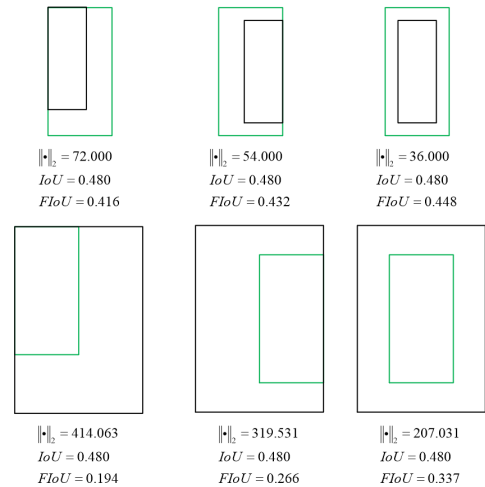 ‖•‖₂ = 72.000 ‖•‖₂ = 54.000 ‖•‖₂ = 36.000
IoU = 0.480 IoU = 0.480 IoU = 0.480
FIoU = 0.416 FIoU = 0.432 FIoU = 0.448
‖•‖₂ = 414.063 ‖•‖₂ = 319.531 ‖•‖₂ = 207.031
IoU = 0.480 IoU = 0.480 IoU = 0.480
FIoU = 0.194 FIoU = 0.266 FIoU = 0.337